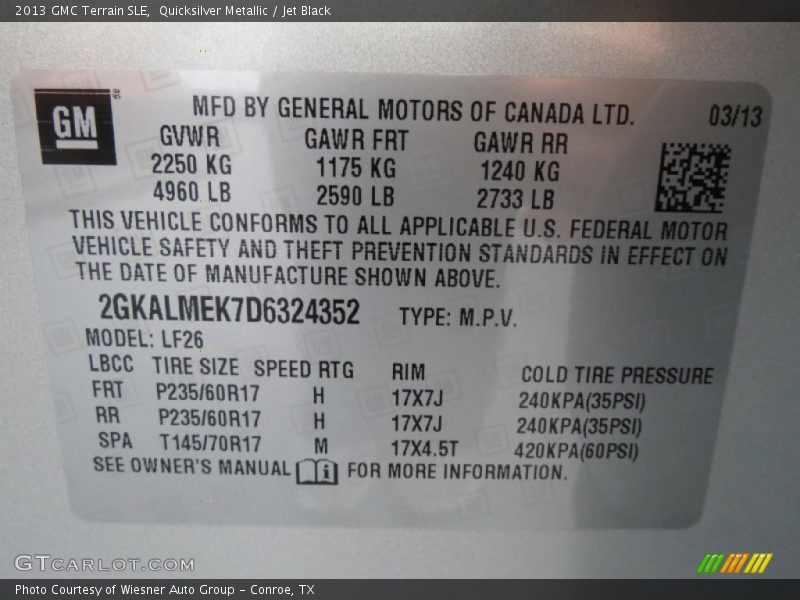 2013 GMC Terrain SLE,  Quicksilver Metallic / Jet Black
GM
MFD BY GENERAL MOTORS OF CANADA LTD. 03/13
GVWR GAWR FRT GAWR RR
2250 KG 1175 KG 1240 KG
4960 LB 2590 LB 2733 LB
THIS VEHICLE CONFORMS TO ALL APPLICABLE U.S. FEDERAL MOTOR
VEHICLE SAFETY AND THEFT PREVENTION STANDARDS IN EFFECT ON
THE DATE OF MANUFACTURE SHOWN ABOVE.
2GKALMEK7D6324352 TYPE: M.P.V.
MODEL: LF26
LBCC TIRE SIZE SPEED RTG RIM COLD TIRE PRESSURE
FRT P235/60R17 H 17X7J 240KPA(35PSI)
RR P235/60R17 H 17X7J 240KPA(35PSI)
SPA T145/70R17 M 17X4.5T 420KPA(60PSI)
SEE OWNER'S MANUAL i FOR MORE INFORMATION.
GTCARLOT.COM
Photo Courtesy of Wiesner Auto Group - Conroe, TX